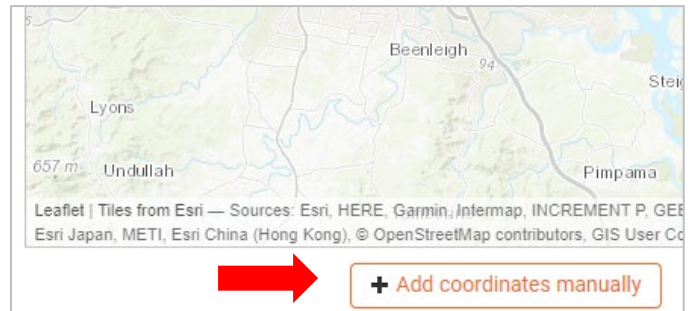 Beenleigh
94
Steig
Lyons
657 m Undullah
Pimpama
Leaflet | Tiles from Esri — Sources: Esri, HERE, Garmin, Intermap, INCREMENT P, GEB
Esri Japan, METI, Esri China (Hong Kong), © OpenStreetMap contributors, GIS User Co
+ Add coordinates manually